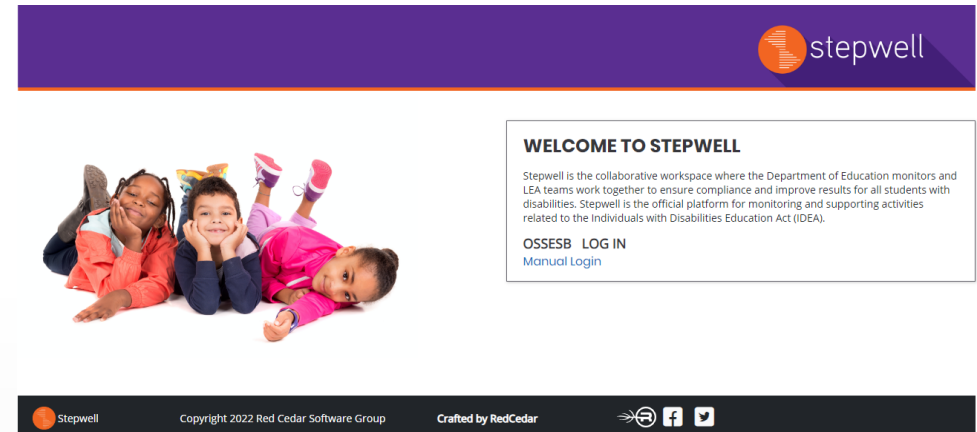 stepwell
WELCOME TO STEPWELL
Stepwell is the collaborative workspace where the Department of Education monitors and
LEA teams work together to ensure compliance and improve results for all students with
disabilities. Stepwell is the official platform for monitoring and supporting activities
related to the Individuals with Disabilities Education Act (IDEA).
OSSESB LOG IN
Manual Login
Stepwell Copyright 2022 Red Cedar Software Group Crafted by RedCedar